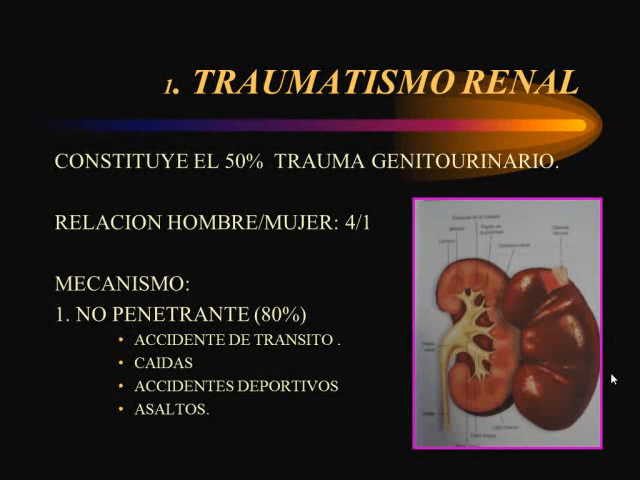 1. TRAUMATISMO RENAL
CONSTITUYE EL 50% TRAUMA GENITOURINARIO.
RELACION HOMBRE/MUJER: 4/1
MECANISMO:
1. NO PENETRANTE (80%)
• ACCIDENTE DE TRANSITO .
• CAIDAS
• ACCIDENTES DEPORTIVOS
• ASALTOS.